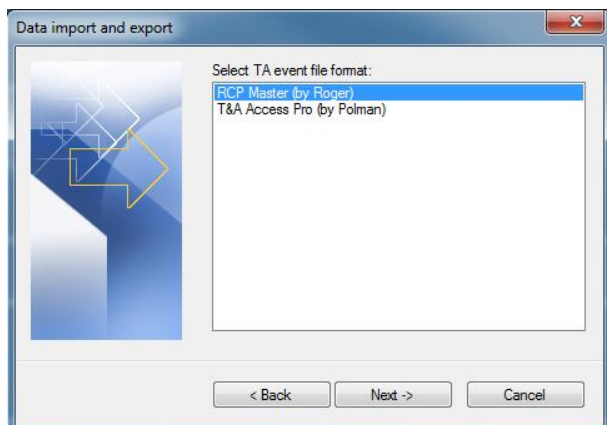 Data import and export
Select TA event file format:
RCP Master (by Roger)
T&A Access Pro (by Polman)
< Back
Next ->
Cancel